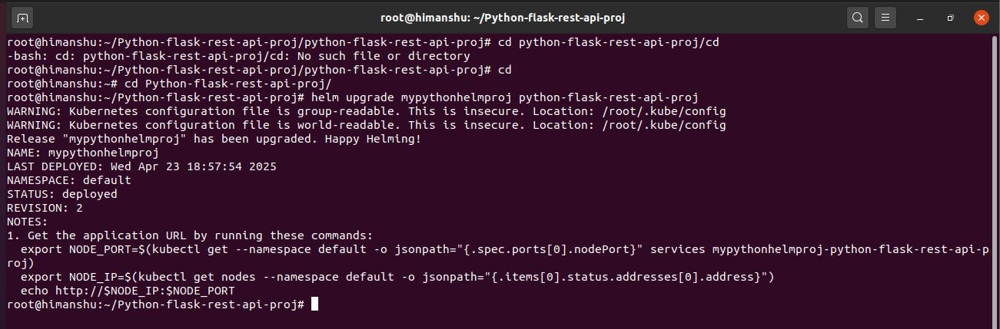 root@himanshu: ~/Python-flask-rest-api-proj
root@himanshu:~/Python-flask-rest-api-proj/python-flask-rest-api-proj# cd python-flask-rest-api-proj/cd
-bash: cd: python-flask-rest-api-proj/cd: No such file or directory
root@himanshu:~/Python-flask-rest-api-proj/python-flask-rest-api-proj# cd
root@himanshu:~# cd Python-flask-rest-api-proj/
root@himanshu:~/Python-flask-rest-api-proj# helm upgrade mypythonhelmproj python-flask-rest-api-proj
WARNING: Kubernetes configuration file is group-readable. This is insecure. Location: /root/.kube/config
WARNING: Kubernetes configuration file is world-readable. This is insecure. Location: /root/.kube/config
Release "mypythonhelmproj" has been upgraded. Happy Helming!
NAME: mypythonhelmproj
LAST DEPLOYED: Wed Apr 23 18:57:54 2025
NAMESPACE: default
STATUS: deployed
REVISION: 2
NOTES:
1. Get the application URL by running these commands:
  export NODE_PORT=$(kubectl get --namespace default -o jsonpath="{.spec.ports[0].nodePort}" services mypythonhelmproj-python-flask-rest-api-p
roj)
  export NODE_IP=$(kubectl get nodes --namespace default -o jsonpath="{.items[0].status.addresses[0].address}")
  echo http://$NODE_IP:$NODE_PORT
root@himanshu:~/Python-flask-rest-api-proj#